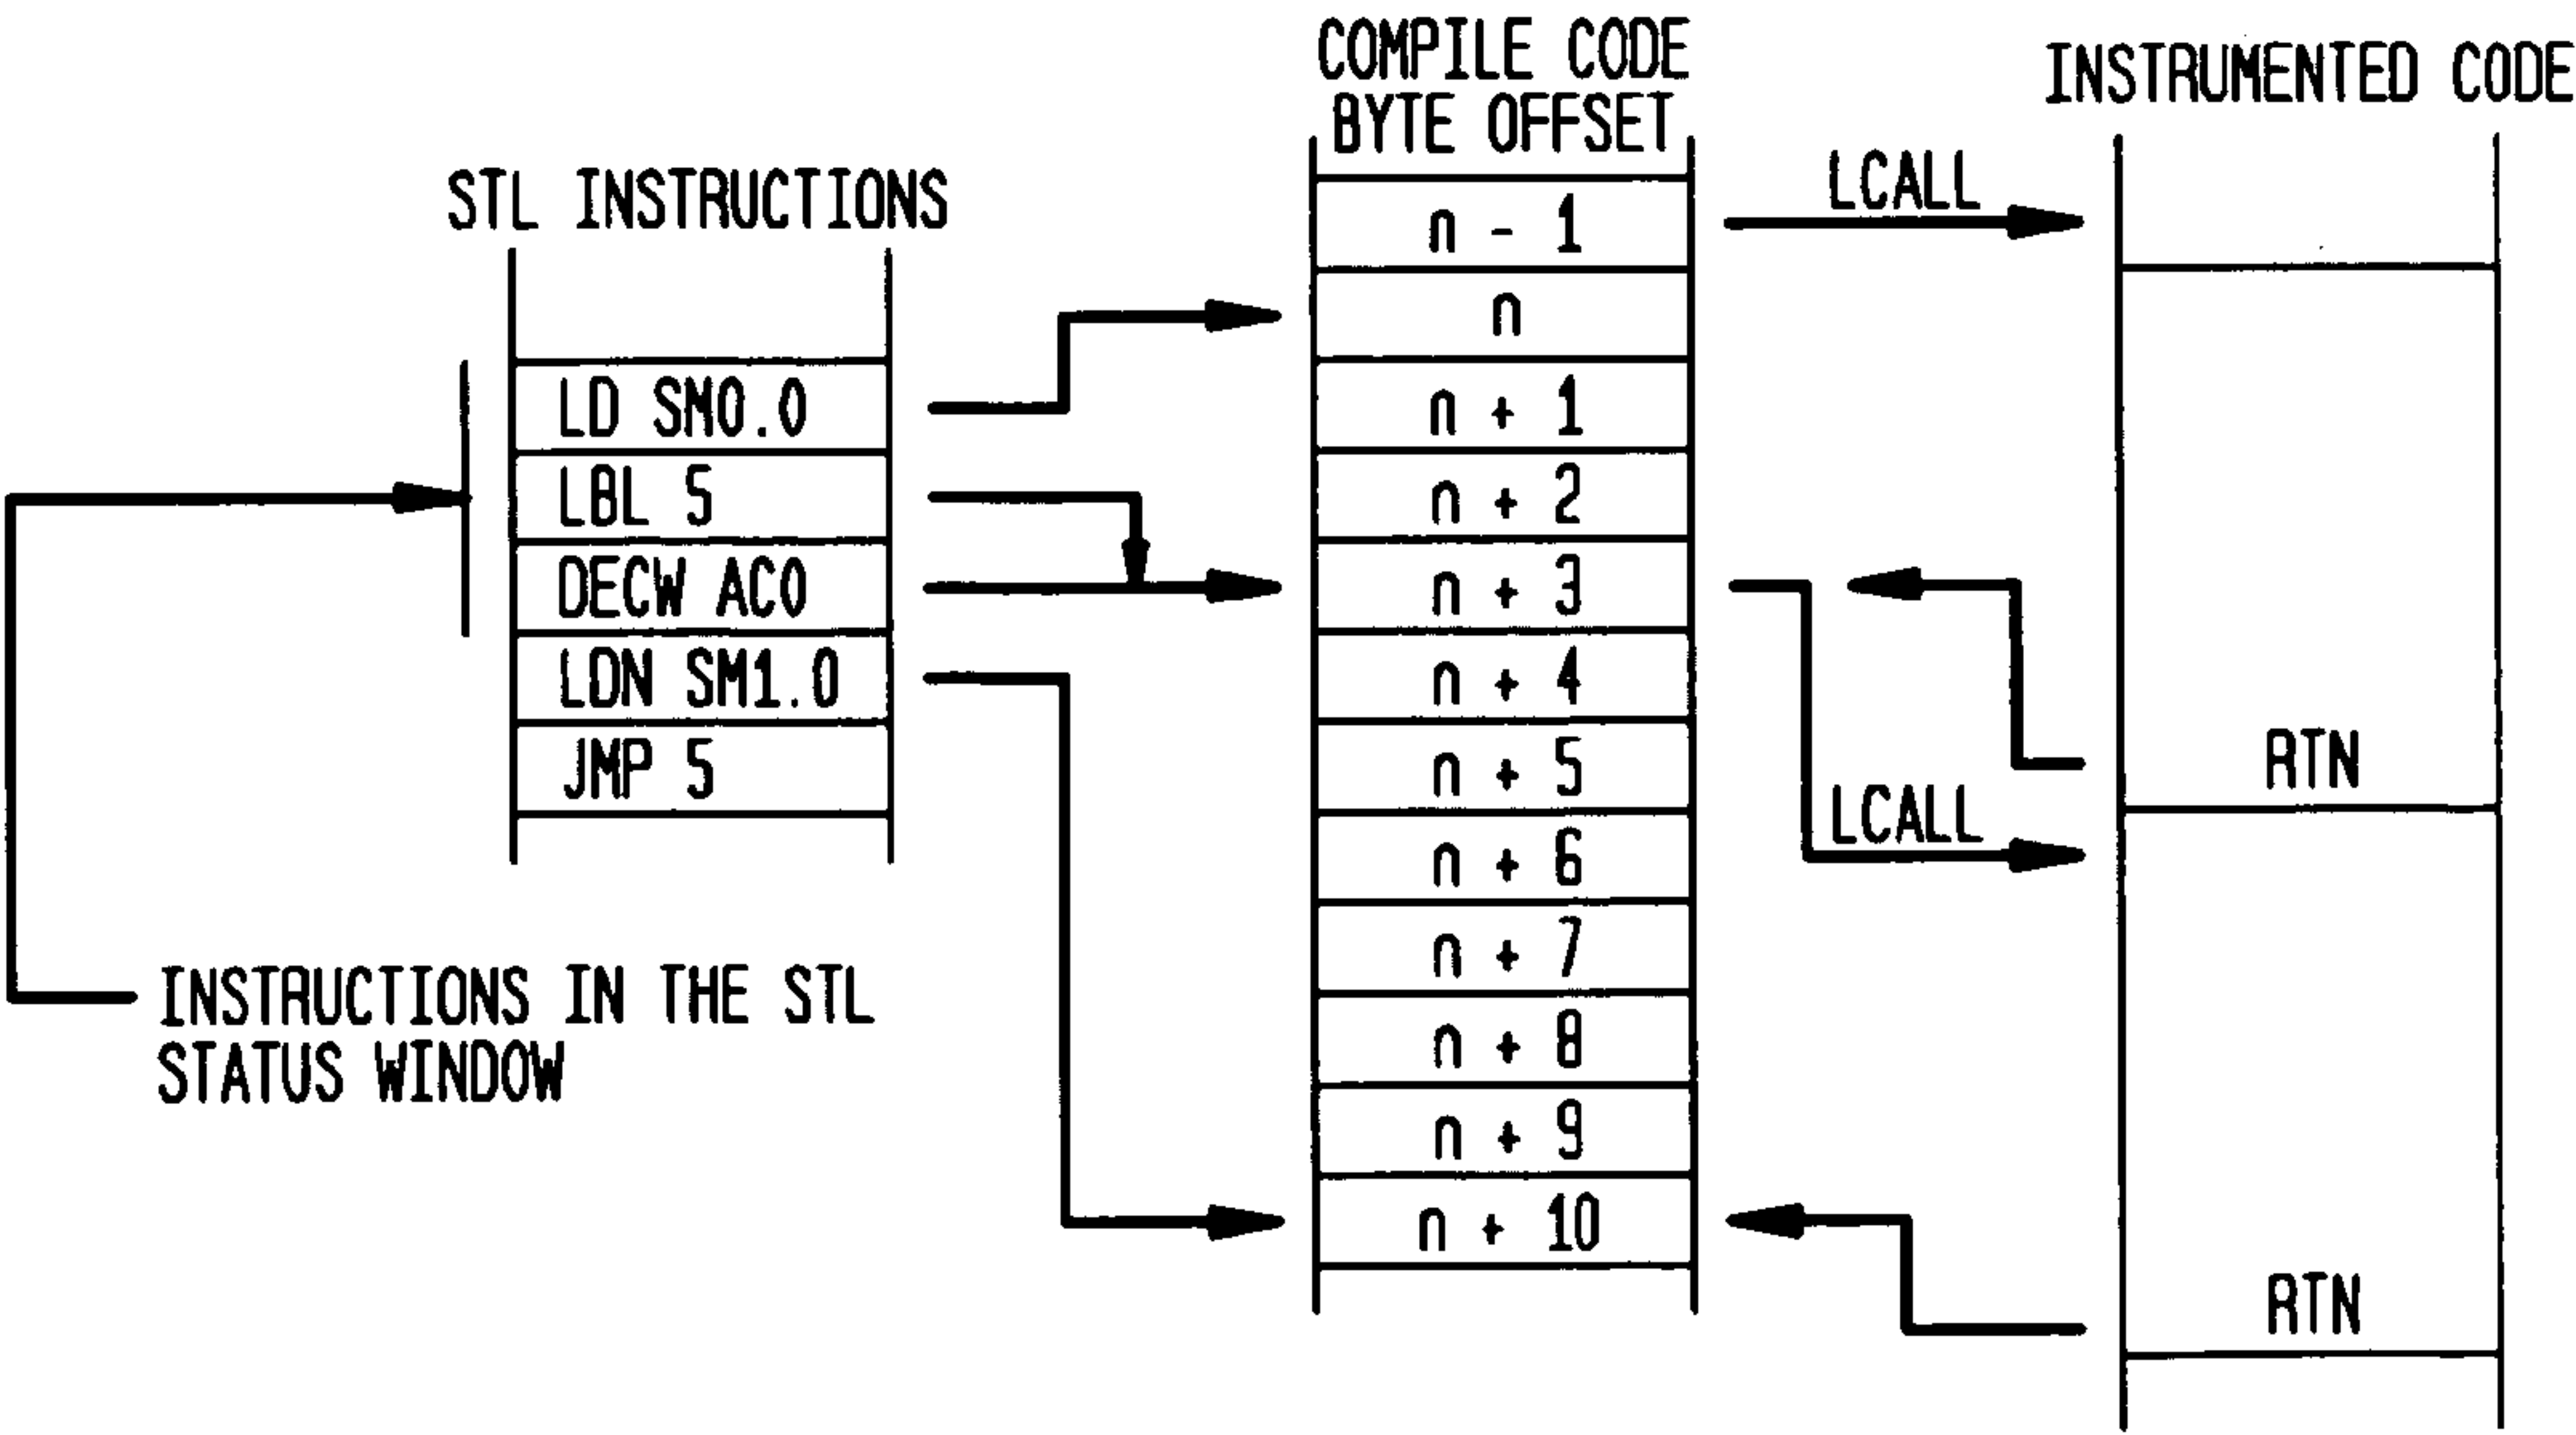 COMPILE CODE
BYTE OFFSET
INSTRUMENTED CODE
STL INSTRUCTIONS
LCALL
n - 1
n
LD SM0.0
n + 1
LBL 5
n + 2
DECW AC0
n + 3
LDN SM1.0
n + 4
JMP 5
n + 5
RTN
LCALL
n + 6
n + 7
INSTRUCTIONS IN THE STL
STATUS WINDOW
n + 8
n + 9
n + 10
RTN